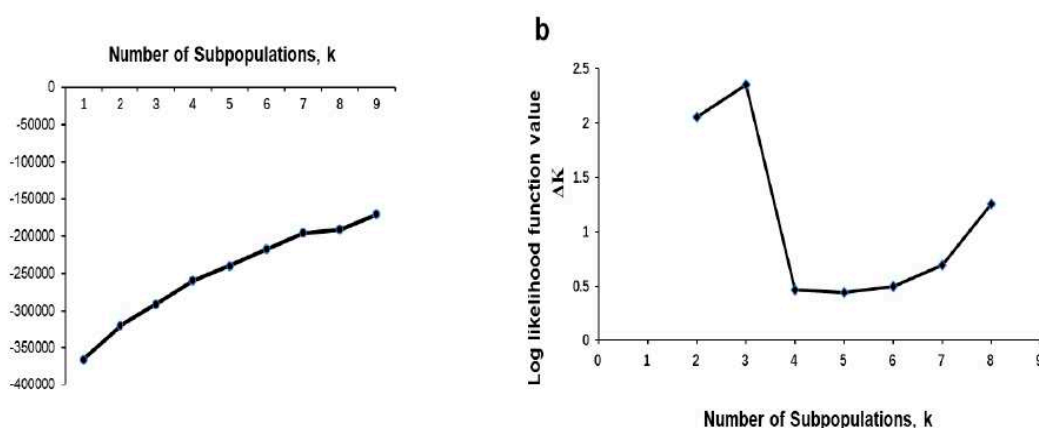 Number of Subpopulations, k
0
1 2 3 4 5 6 7 8 9
-50000
-100000
-150000
-200000
-250000
-300000
-350000
-400000
b
Log likelihood function value
ΔK
2.5
2
1.5
1
0.5
0
0 1 2 3 4 5 6 7 8 9
Number of Subpopulations, k